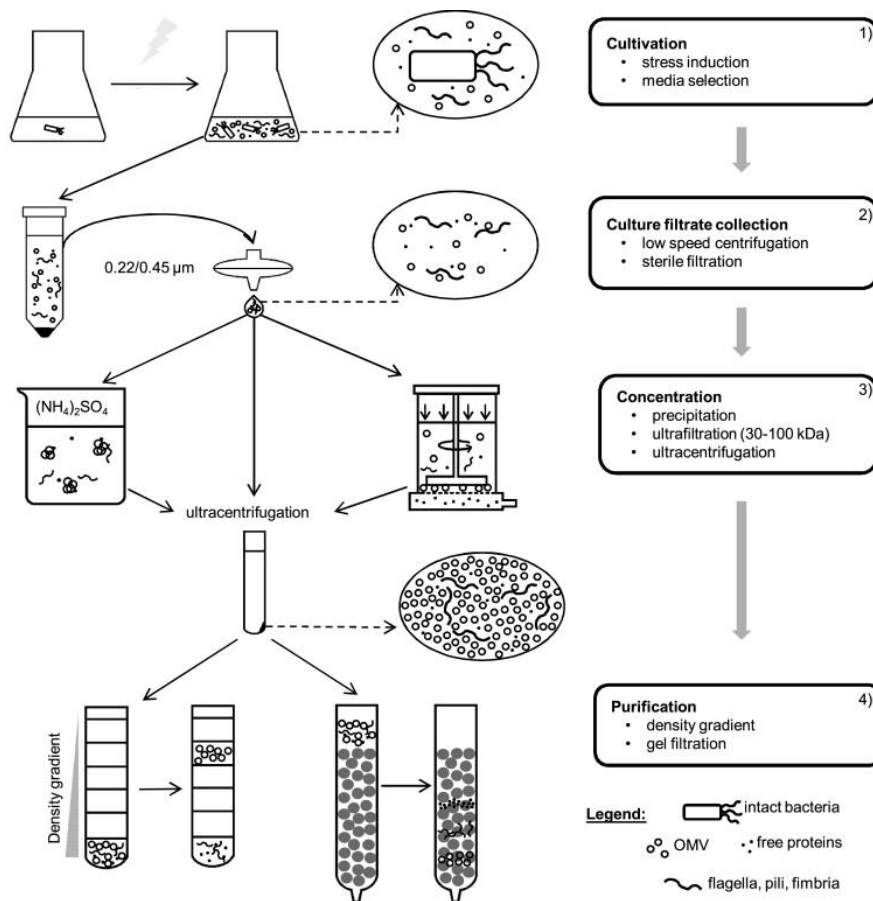 1)
Cultivation
• stress induction
• media selection
2)
Culture filtrate collection
• low speed centrifugation
• sterile filtration
0.22/0.45 µm
3)
Concentration
• precipitation
• ultrafiltration (30-100 kDa)
• ultracentrifugation
(NH₄)₂SO₄
ultracentrifugation
4)
Purification
• density gradient
• gel filtration
Density gradient
Legend:
intact bacteria
OMV
free proteins
flagella, pili, fimbria